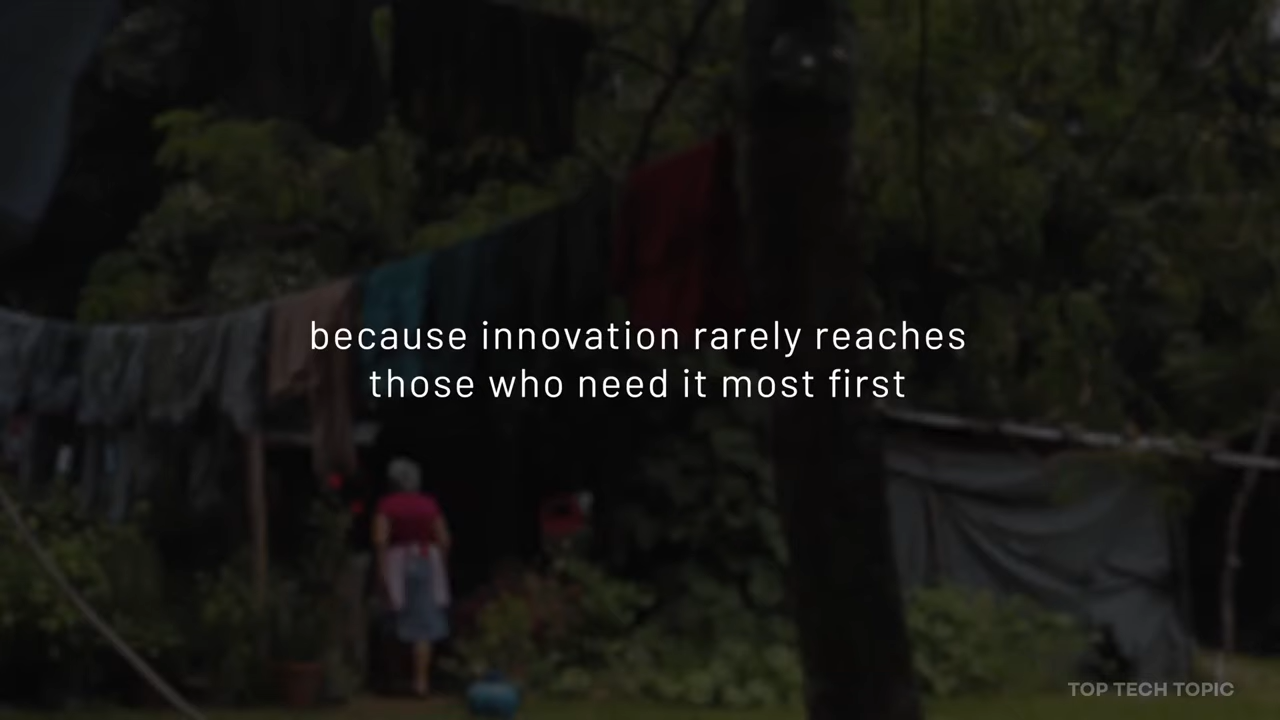 because innovation rarely reaches
those who need it most first
TOP TECH TOPIC